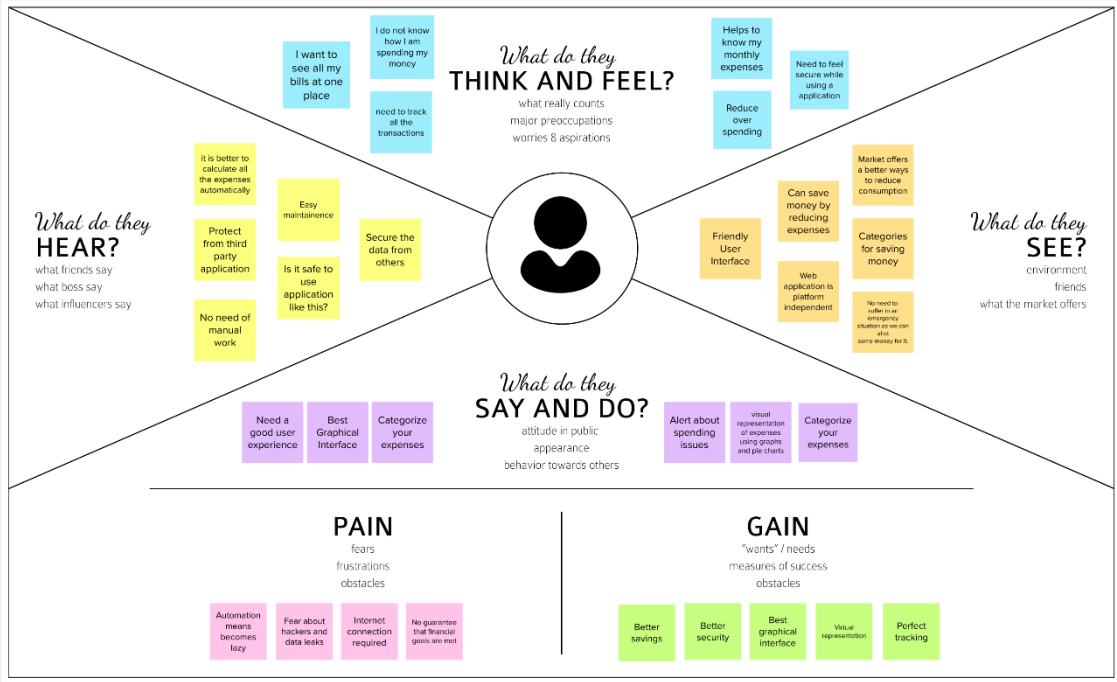 What do they
THINK AND FEEL?
what really counts
major preoccupations
worries & aspirations
I want to
see all my
bills at one
place
I do not know
how I am
spending my
money
need to track
all the
transactions
Helps to
know my
monthly
expenses
Need to feel
secure while
using a
application
Reduce
over
spending
What do they
HEAR?
what friends say
what boss say
what influencers say
it is better to
calculate all
the expenses
automatically
Easy
maintainence
Protect
from third
party
application
Secure the
data from
others
Is it safe to
use
application
like this?
No need of
manual
work
What do they
SEE?
environment
friends
what the market offers
Market offers
a better ways
to reduce
consumption
Can save
money by
reducing
expenses
Friendly
User
Interface
Categories
for saving
money
Web
application is
platform
independent
No need to
suffer in an
emergency
situation as we can
allot
some money for it.
What do they
SAY AND DO?
attitude in public
appearance
behavior towards others
Need a
good user
experience
Best
Graphical
Interface
Categorize
your
expenses
Alert about
spending
issues
visual
representation
of expenses
using graphs
and pie charts
Categorize
your
expenses
PAIN
fears
frustrations
obstacles
Automation
means
becomes
lazy
Fear about
hackers and
data leaks
Internet
connection
required
No guarantee
that financial
goals are met
GAIN
"wants" / needs
measures of success
obstacles
Better
savings
Better
security
Best
graphical
interface
Virtual
representation
Perfect
tracking